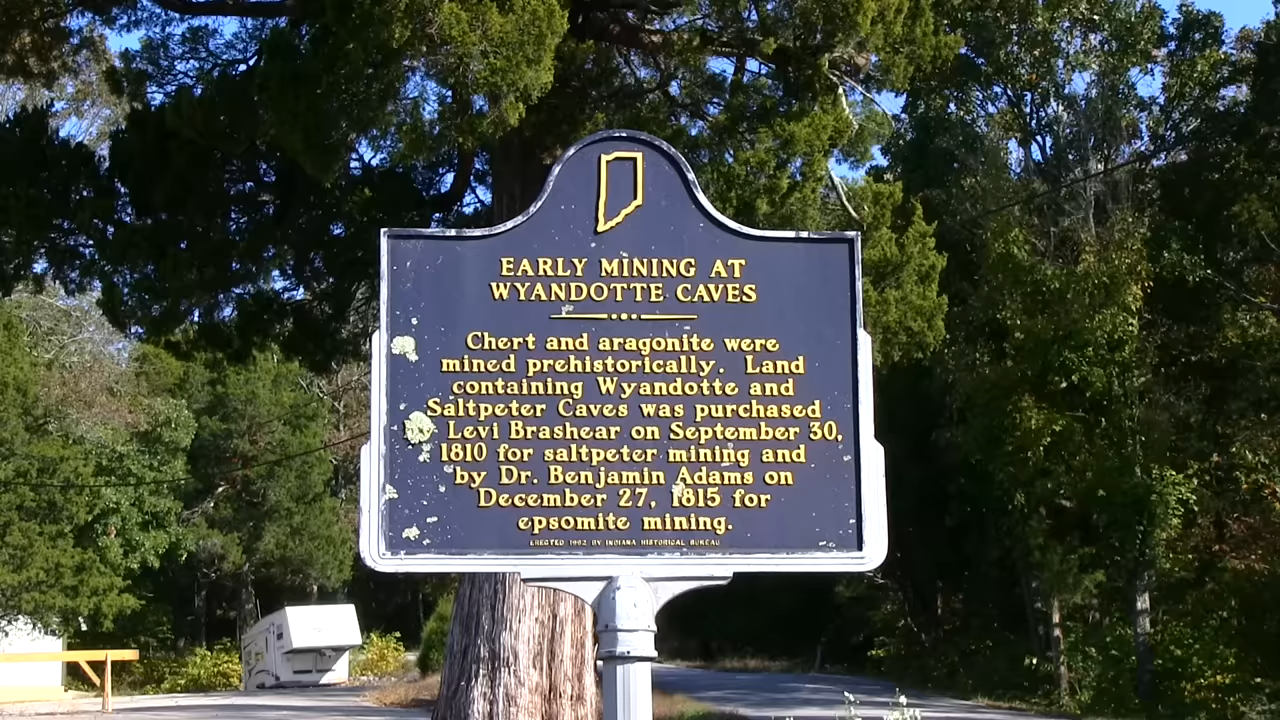 EARLY MINING AT
WYANDOTTE CAVES
Chert and aragonite were
mined prehistorically. Land
containing Wyandotte and
Saltpeter Caves was purchased
Levi Brashear on September 30,
1810 for saltpeter mining and
by Dr. Benjamin Adams on
December 27, 1815 for
epsomite mining.
ERECTED 1992 BY INDIANA HISTORICAL BUREAU